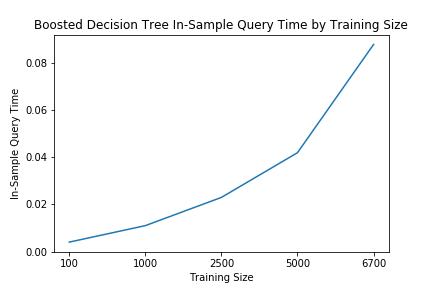 Boosted Decision Tree In-Sample Query Time by Training Size
0.08
0.06
0.04
0.02
0.00
In-Sample Query Time
100 1000 2500 5000 6700
Training Size